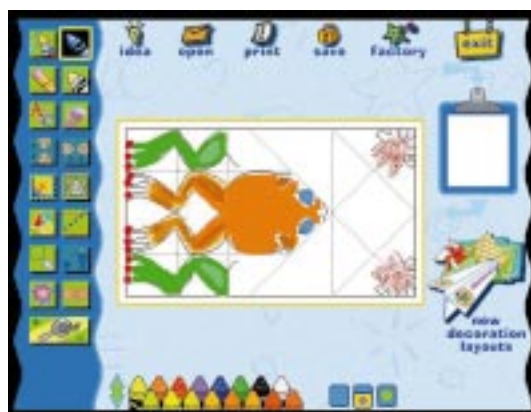 idea open print save factory exit
new
decoration
layouts